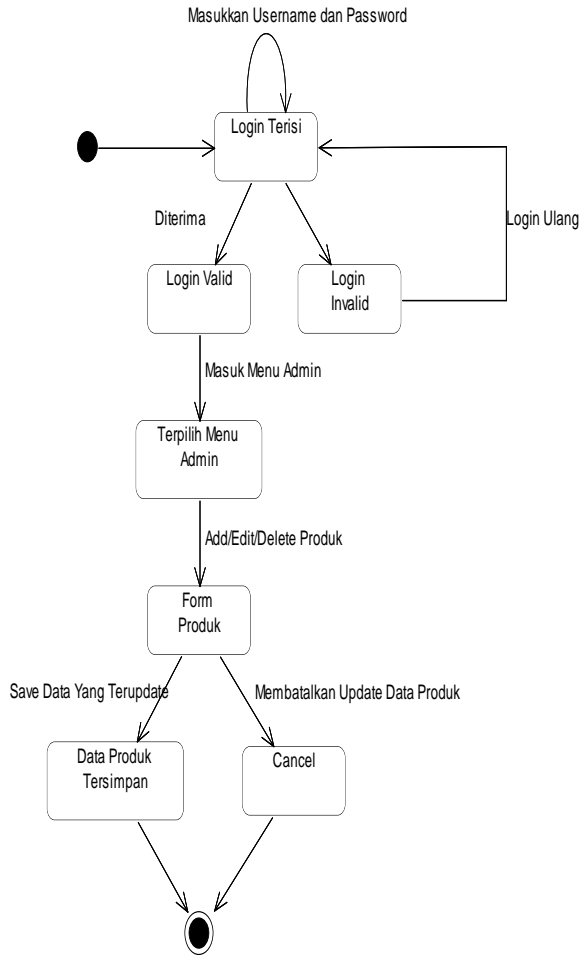 Masukkan Username dan Password
Login Terisi
Diterima
Login Ulang
Login Valid
Login
Invalid
Masuk Menu Admin
Terpilih Menu
Admin
Add/Edit/Delete Produk
Form
Produk
Save Data Yang Terupdate
Membatalkan Update Data Produk
Data Produk
Tersimpan
Cancel